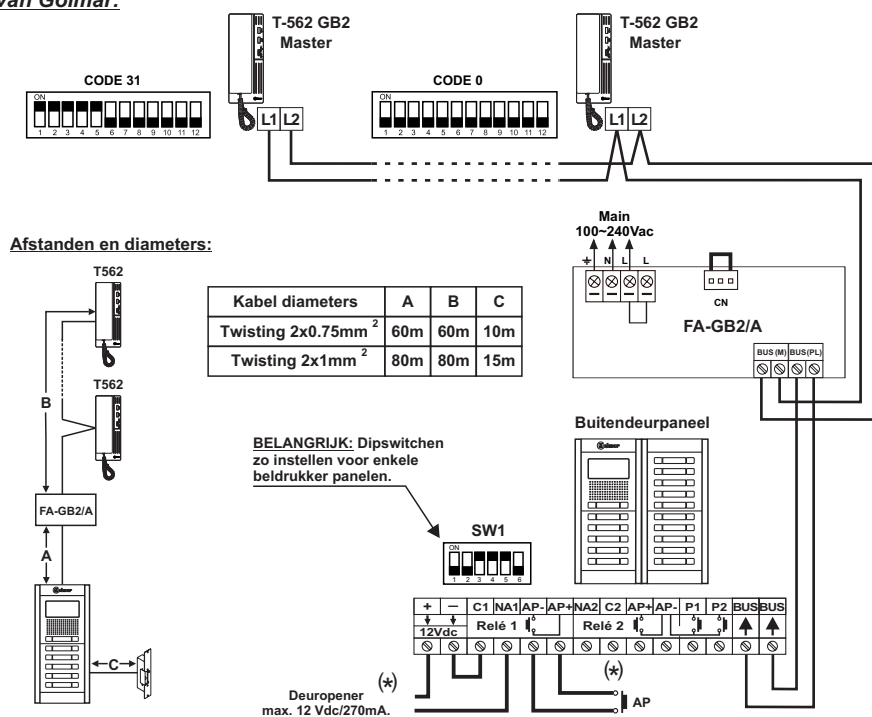 van Golmar:
T-562 GB2
Master
T-562 GB2
Master
CODE 31
ON
1 2 3 4 5 6 7 8 9 10 11 12
CODE 0
ON
1 2 3 4 5 6 7 8 9 10 11 12
L1 L2
L1 L2
Afstanden en diameters:
T562
T562
B
FA-GB2/A
A
C
Kabel diameters A B C
Twisting 2x0.75mm ² 60m 60m 10m
Twisting 2x1mm ² 80m 80m 15m
Main
100~240Vac
N L L
CN
FA-GB2/A
BUS (M) BUS (PL)
BELANGRIJK: Dipswitchen
zo instellen voor enkele
beldrukker panelen.
Buitendeurpaneel
Golmar
SW1
ON
1 2 3 4 5 6
+ − C1 NA1 AP- AP+ NA2 C2 AP+ AP- P1 P2 BUS BUS
12Vdc Relé 1 Relé 2
(*)
(*)
Deuropener
max. 12 Vdc/270mA.
AP